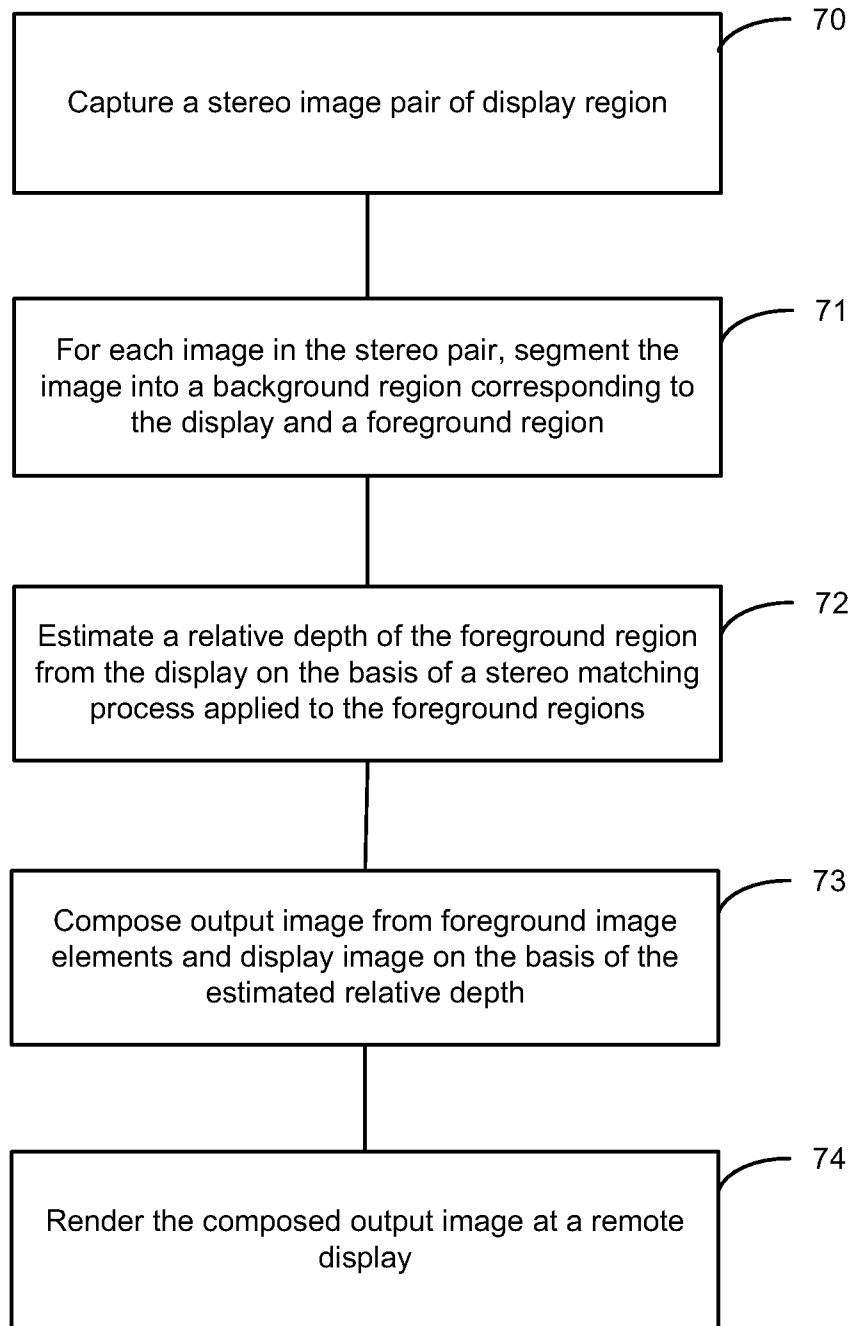 70
Capture a stereo image pair of display region
71
For each image in the stereo pair, segment the
image into a background region corresponding to
the display and a foreground region
72
Estimate a relative depth of the foreground region
from the display on the basis of a stereo matching
process applied to the foreground regions
73
Compose output image from foreground image
elements and display image on the basis of the
estimated relative depth
74
Render the composed output image at a remote
display